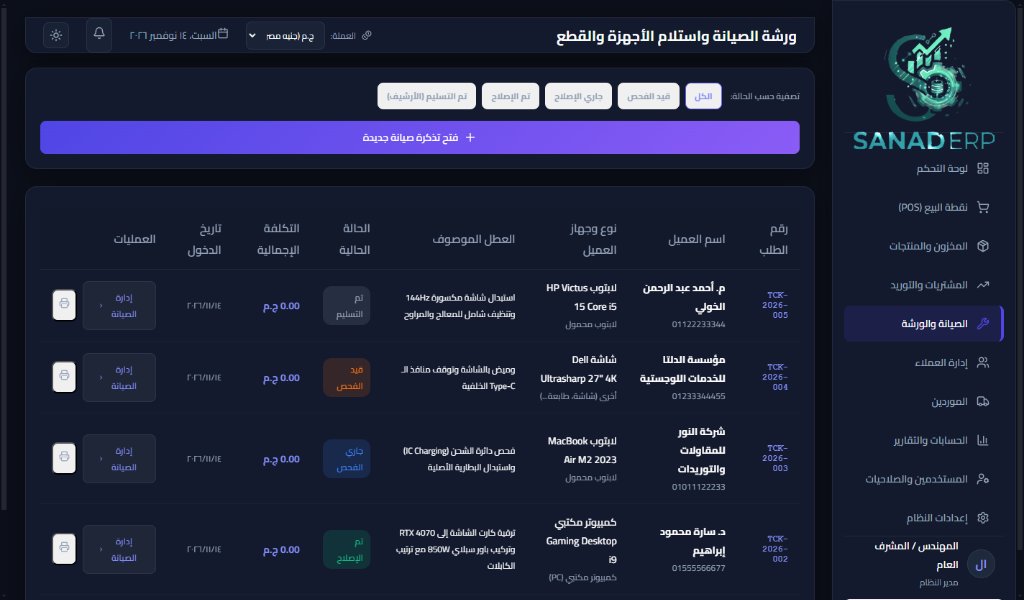 SANAD ERP
لوحة التحكم
نقطة البيع (POS)
المخزون والمنتجات
المشتريات والتوريد
الصيانة والورشة
إدارة العملاء
الموردين
الحسابات والتقارير
المستخدمين والصلاحيات
إعدادات النظام
ال
المهندس / المشرف
العام
مدير النظام
ورشة الصيانة واستلام الأجهزة والقطع
العملة:
ج.م (جنيه مصر
السبت، ١٤ نوفمبر ٢٠٢٦
تصفية حسب الحالة:
الكل
قيد الفحص
جاري الإصلاح
تم الإصلاح
تم التسليم (الأرشيف)
+ فتح تذكرة صيانة جديدة
رقم الطلب
اسم العميل
نوع وجهاز العميل
العطل الموصوف
الحالة الحالية
التكلفة الإجمالية
تاريخ الدخول
العمليات
TCK-
2026-
005
م. أحمد عبد الرحمن
الخولي
01122233344
لابتوب HP Victus
15 Core i5
لابتوب محمول
استبدال شاشة مكسورة 144Hz
وتنظيف شامل للمعالج والمراوح
تم
التسليم
0.00 ج.م
٢٠٢٦/١١/١٤
إدارة
الصيانة
TCK-
2026-
004
مؤسسة الدلتا
للخدمات اللوجستية
01233344455
شاشة Dell
Ultrasharp 27" 4K
أخرى (شاشة، طابعة...)
وميض بالشاشة وتوقف منافذ الـ
Type-C الخلفية
قيد
الفحص
0.00 ج.م
٢٠٢٦/١١/١٤
إدارة
الصيانة
TCK-
2026-
003
شركة النور
للمقاولات
والتوريدات
01011122233
لابتوب MacBook
Air M2 2023
لابتوب محمول
فحص دائرة الشحن (IC Charging)
واستبدال البطارية الأصلية
جاري
الفحص
0.00 ج.م
٢٠٢٦/١١/١٤
إدارة
الصيانة
TCK-
2026-
002
د. سارة محمود
إبراهيم
01555566677
كمبيوتر مكتبي
Gaming Desktop
i9
كمبيوتر مكتبي (PC)
ترقية كارت الشاشة إلى RTX 4070
وتركيب باور سبلاي 850W مع ترتيب
الكابلات
تم
الإصلاح
0.00 ج.م
٢٠٢٦/١١/١٤
إدارة
الصيانة